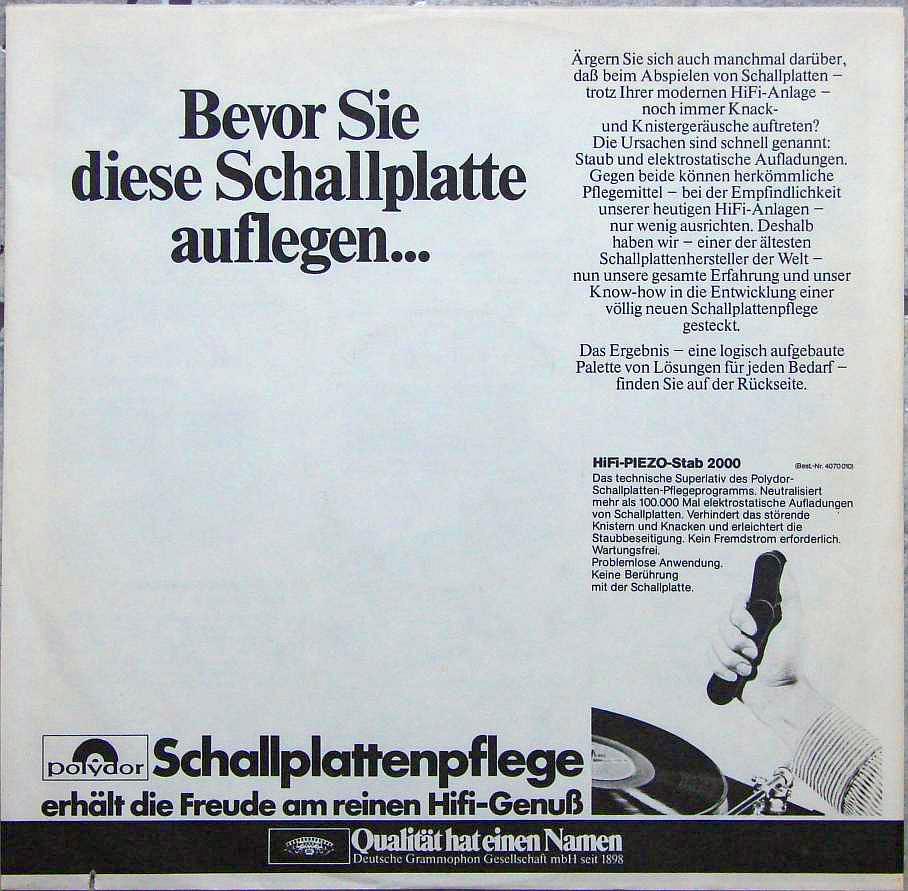 Bevor Sie
diese Schallplatte
auflegen...
Ärgern Sie sich auch manchmal darüber,
daß beim Abspielen von Schallplatten –
trotz Ihrer modernen HiFi-Anlage –
noch immer Knack-
und Knistergeräusche auftreten?
Die Ursachen sind schnell genannt:
Staub und elektrostatische Aufladungen.
Gegen beide können herkömmliche
Pflegemittel – bei der Empfindlichkeit
unserer heutigen HiFi-Anlagen –
nur wenig ausrichten. Deshalb
haben wir – einer der ältesten
Schallplattenhersteller der Welt –
nun unsere gesamte Erfahrung und unser
Know-how in die Entwicklung einer
völlig neuen Schallplattenpflege
gesteckt.
Das Ergebnis – eine logisch aufgebaute
Palette von Lösungen für jeden Bedarf –
finden Sie auf der Rückseite.
HiFi-PIEZO-Stab 2000 (Best.-Nr. 4070 010)
Das technische Superlativ des Polydor-
Schallplatten-Pflegeprogramms. Neutralisiert
mehr als 100.000 Mal elektrostatische Aufladungen
von Schallplatten. Verhindert das störende
Knistern und Knacken und erleichtert die
Staubbeseitigung. Kein Fremdstrom erforderlich.
Wartungsfrei.
Problemlose Anwendung.
Keine Berührung
mit der Schallplatte.
polydor Schallplattenpflege
erhält die Freude am reinen Hifi-Genuß
Qualität hat einen Namen
Deutsche Grammophon Gesellschaft mbH seit 1898